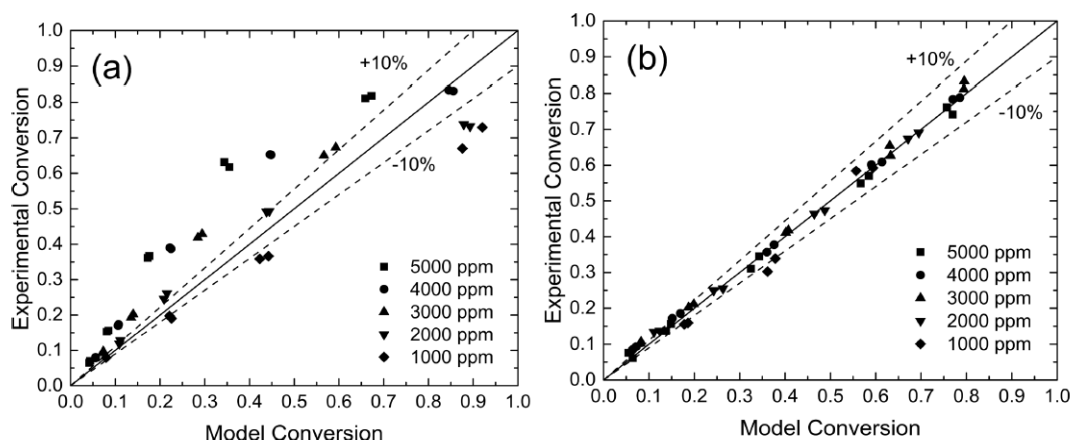 (a)
+10%
-10%
Experimental Conversion
1.0
0.9
0.8
0.7
0.6
0.5
0.4
0.3
0.2
0.1
0.0
5000 ppm
4000 ppm
3000 ppm
2000 ppm
1000 ppm
0.0 0.1 0.2 0.3 0.4 0.5 0.6 0.7 0.8 0.9 1.0
Model Conversion
(b)
+10%
-10%
Experimental Conversion
1.0
0.9
0.8
0.7
0.6
0.5
0.4
0.3
0.2
0.1
0.0
5000 ppm
4000 ppm
3000 ppm
2000 ppm
1000 ppm
0.0 0.1 0.2 0.3 0.4 0.5 0.6 0.7 0.8 0.9 1.0
Model Conversion